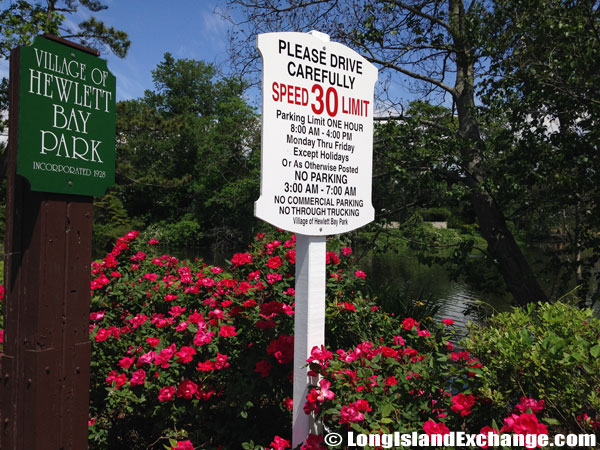 VILLAGE OF
HEWLETT
BAY
PARK
INCORPORATED 1928
PLEASE DRIVE
CAREFULLY
SPEED 30 LIMIT
Parking Limit ONE HOUR
8:00 AM - 4:00 PM
Monday Thru Friday
Except Holidays
Or As Otherwise Posted
NO PARKING
3:00 AM - 7:00 AM
NO COMMERCIAL PARKING
NO THROUGH TRUCKING
Village of Hewlett Bay Park
© LongIslandExchange.com